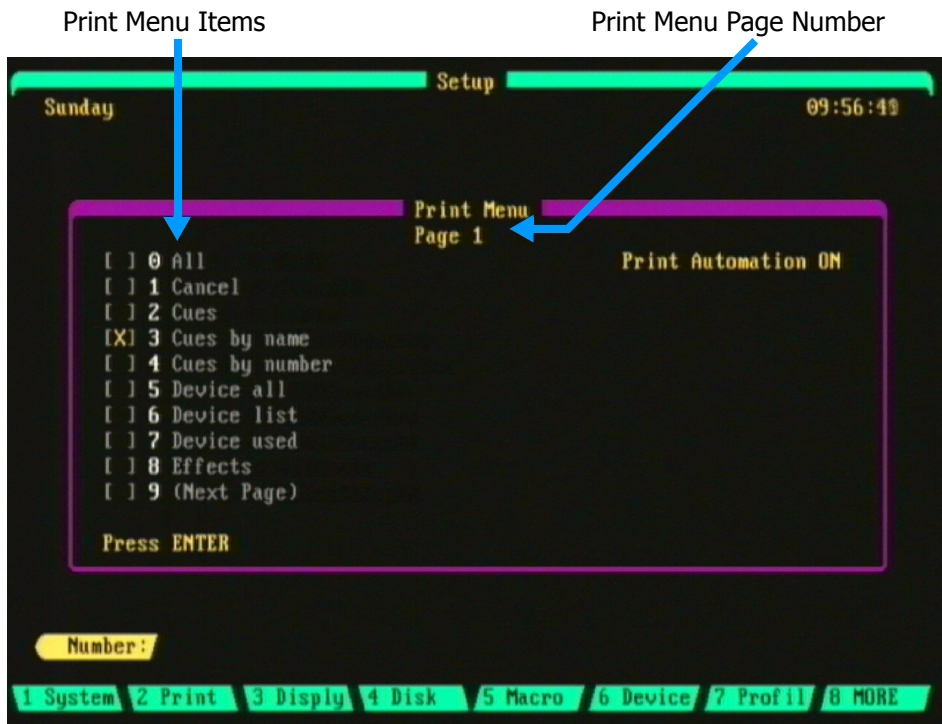 Print Menu Items Print Menu Page Number
Setup
Sunday 09:56:
Print Menu
Page 1
[ ] 0 All Print Automation ON
[ ] 1 Cancel
[ ] 2 Cues
[X] 3 Cues by name
[ ] 4 Cues by number
[ ] 5 Device all
[ ] 6 Device list
[ ] 7 Device used
[ ] 8 Effects
[ ] 9 (Next Page)
Press ENTER
Number:
1 System 2 Print 3 Disply 4 Disk 5 Macro 6 Device 7 Profil 8 MORE